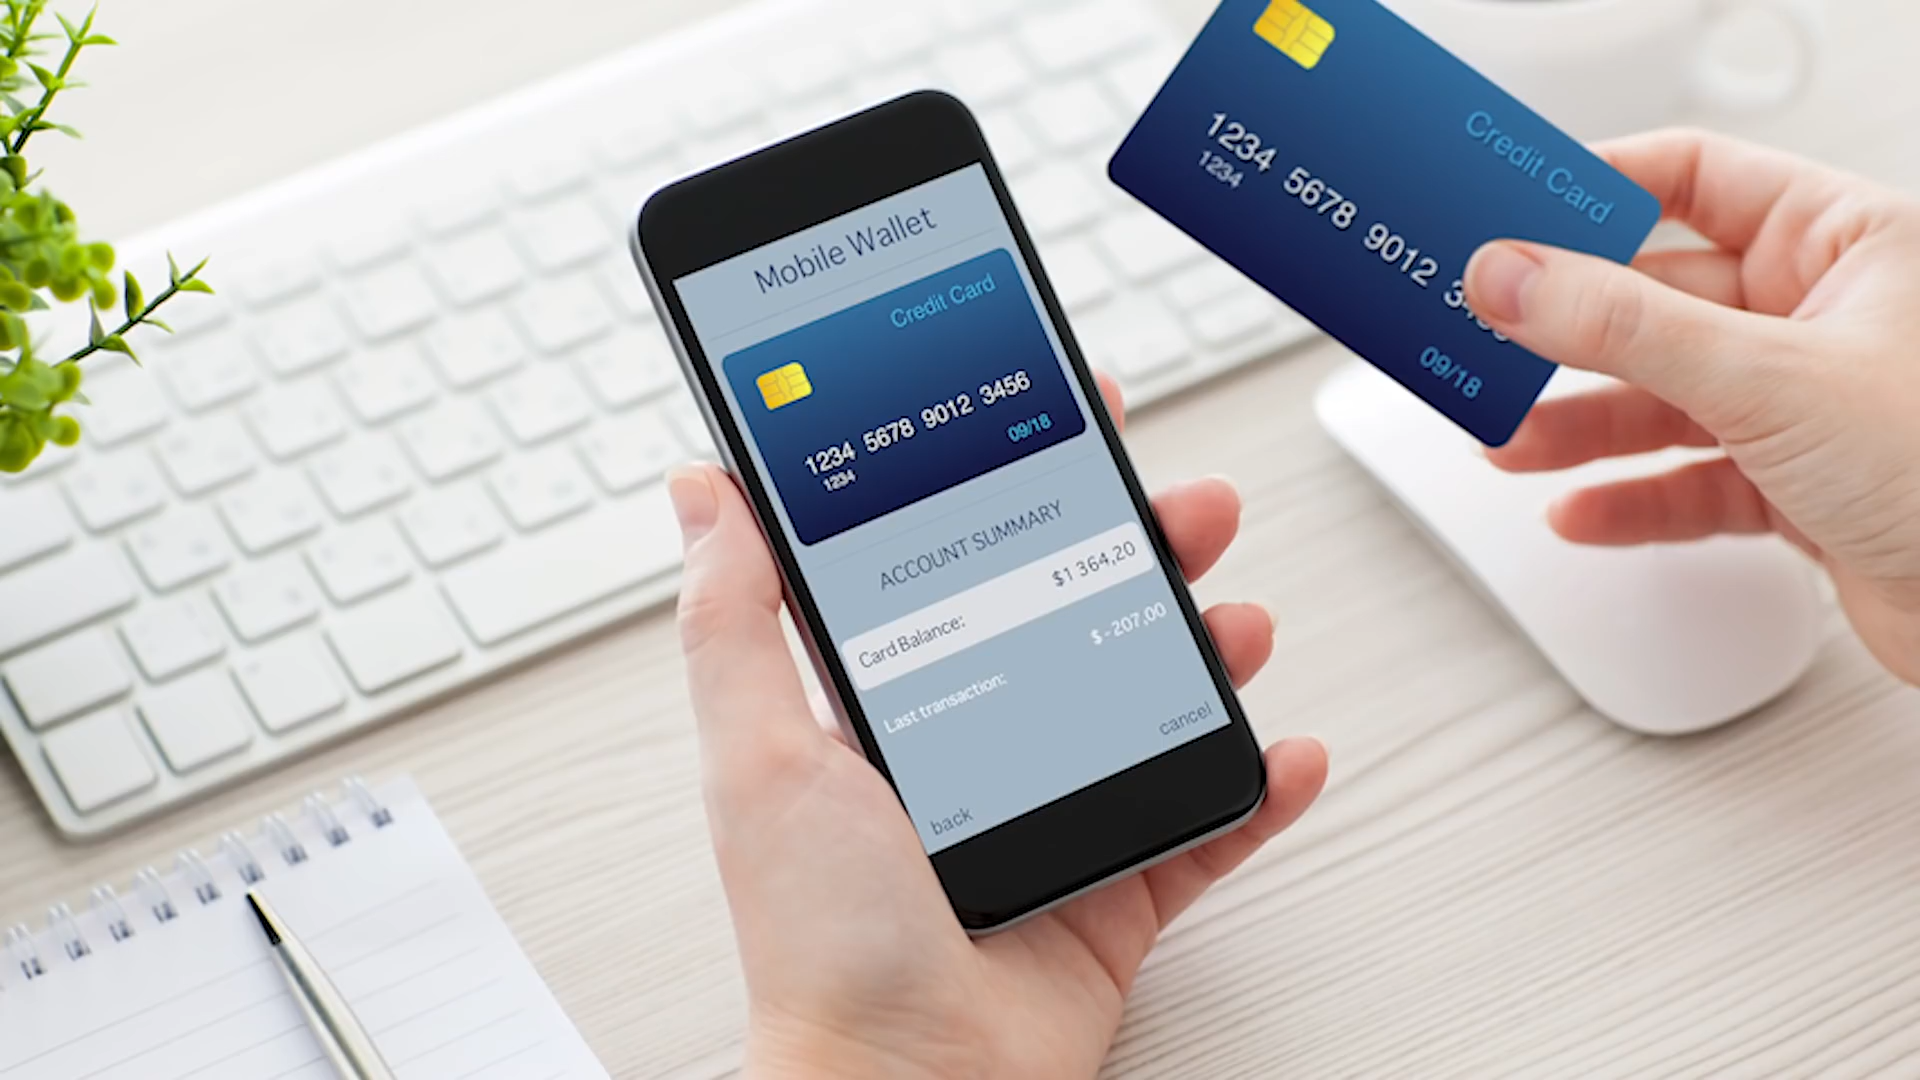 Mobile Wallet
Credit Card
1234 5678 9012 3456
1234
09/18
ACCOUNT SUMMARY
Card Balance: $1 364,20
Last transaction: $ -207,00
back cancel
Credit Card
1234 5678 9012
1234
09/18